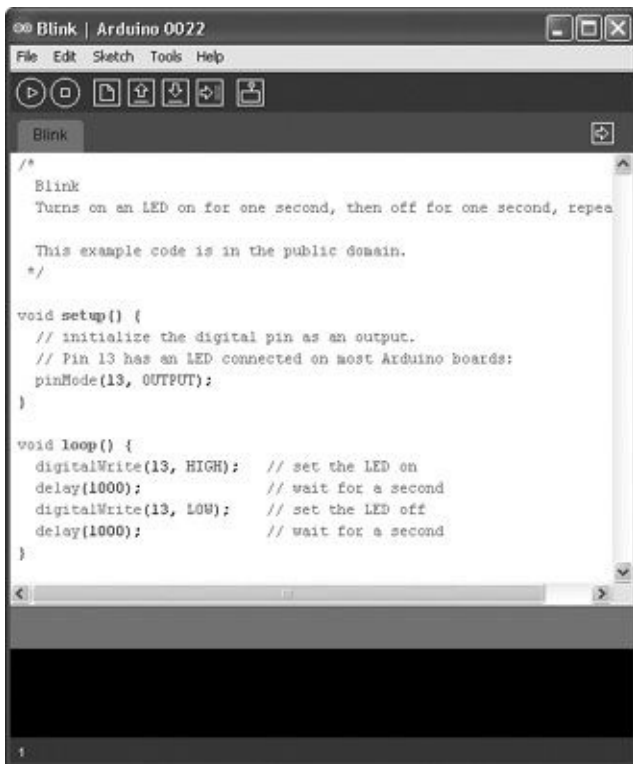 Blink | Arduino 0022
File Edit Sketch Tools Help
Blink
/*
  Blink
  Turns on an LED on for one second, then off for one second, repea

  This example code is in the public domain.
 */

void setup() {
  // initialize the digital pin as an output.
  // Pin 13 has an LED connected on most Arduino boards:
  pinMode(13, OUTPUT);
}

void loop() {
  digitalWrite(13, HIGH);   // set the LED on
  delay(1000);              // wait for a second
  digitalWrite(13, LOW);    // set the LED off
  delay(1000);              // wait for a second
}
1